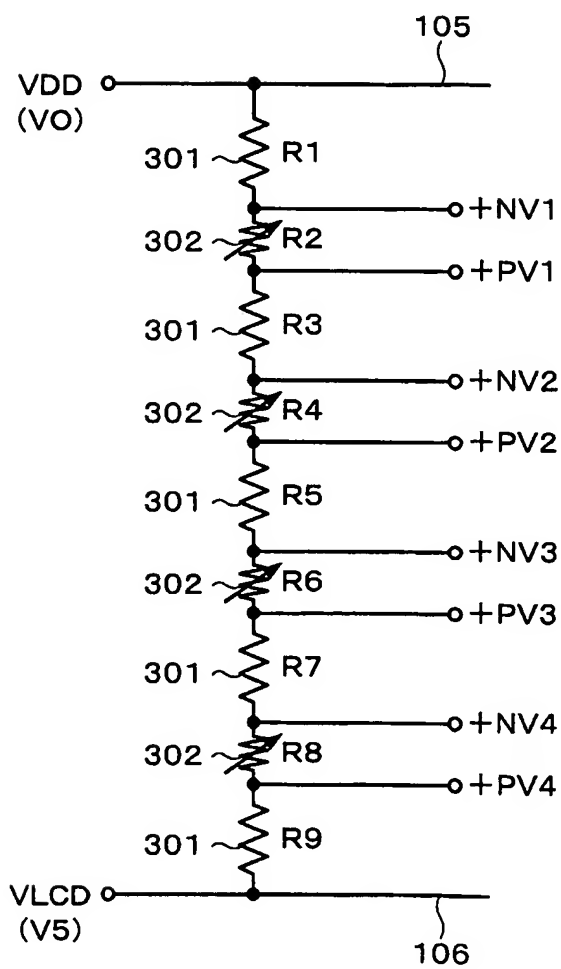 105
VDD
(VO)
301 R1
+NV1
302 R2
+PV1
301 R3
+NV2
302 R4
+PV2
301 R5
+NV3
302 R6
+PV3
301 R7
+NV4
302 R8
+PV4
301 R9
VLCD
(V5)
106